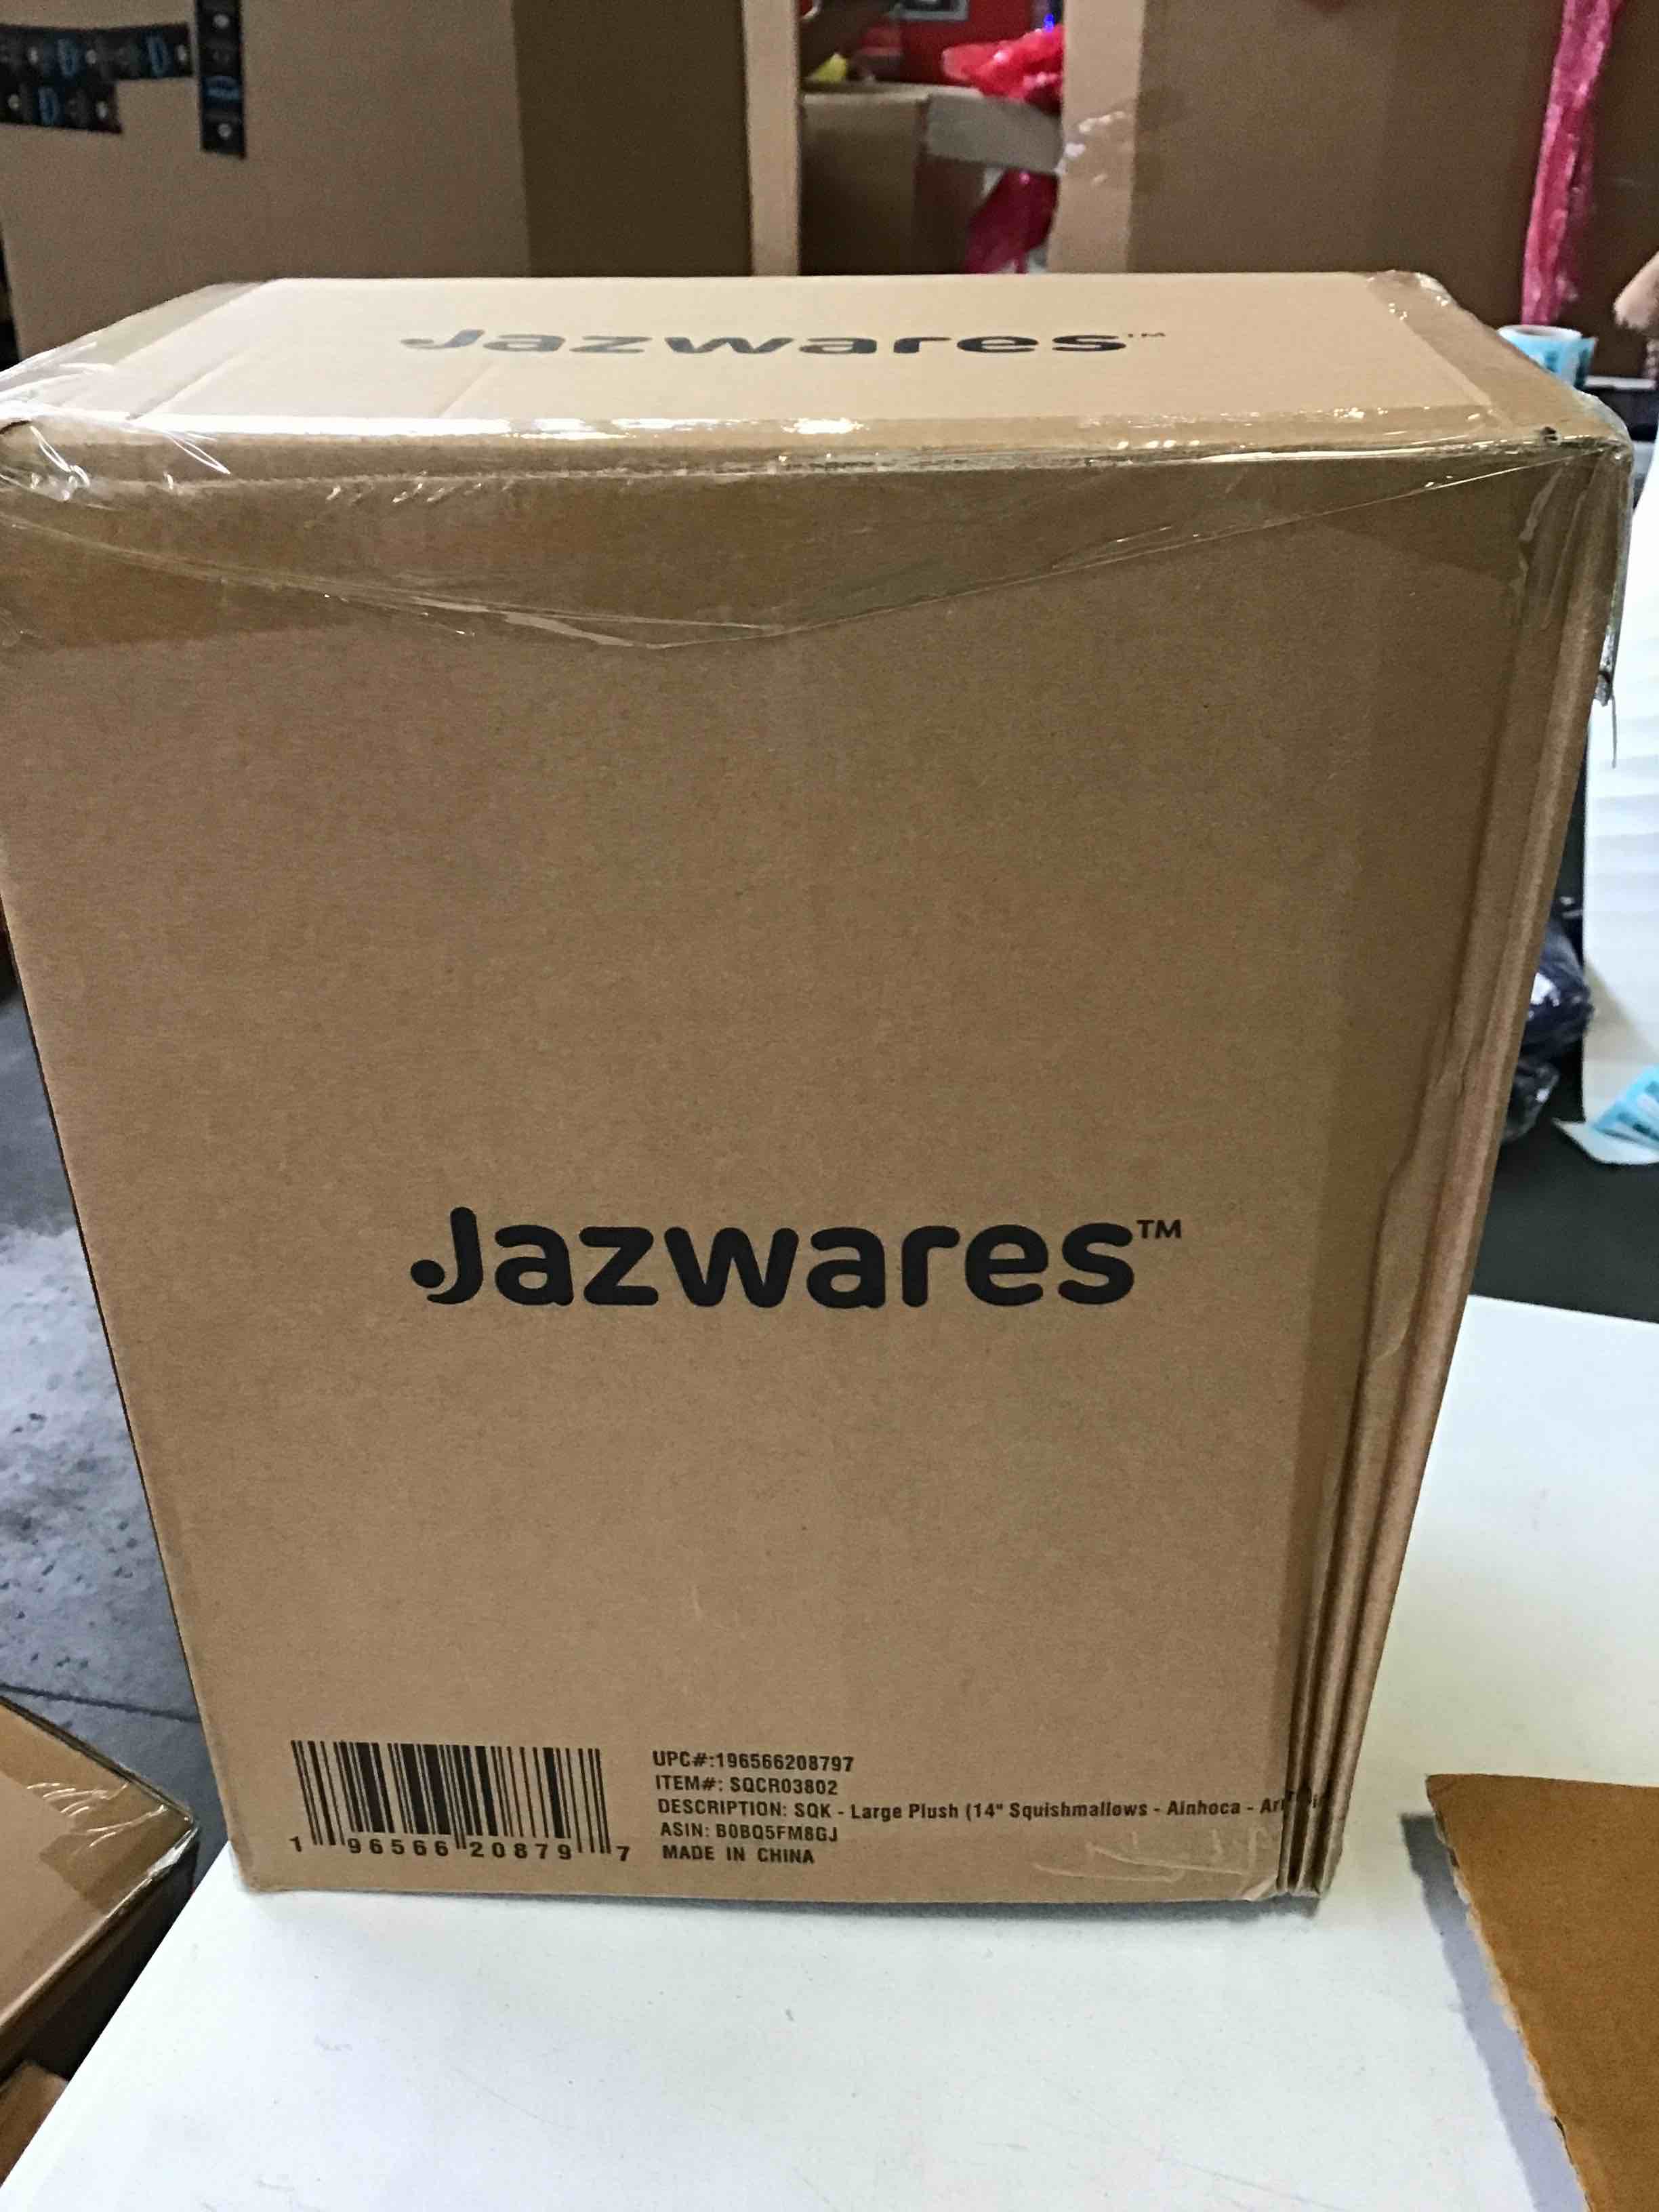 Jazwares™
Jazwares™
UPC#:196566208797
ITEM#: SQCR03802
DESCRIPTION: SQK - Large Plush (14" Squishmallows - Ainhoca -
ASIN: B0BQ5FM8GJ
MADE IN CHINA
1 96566 20879 7